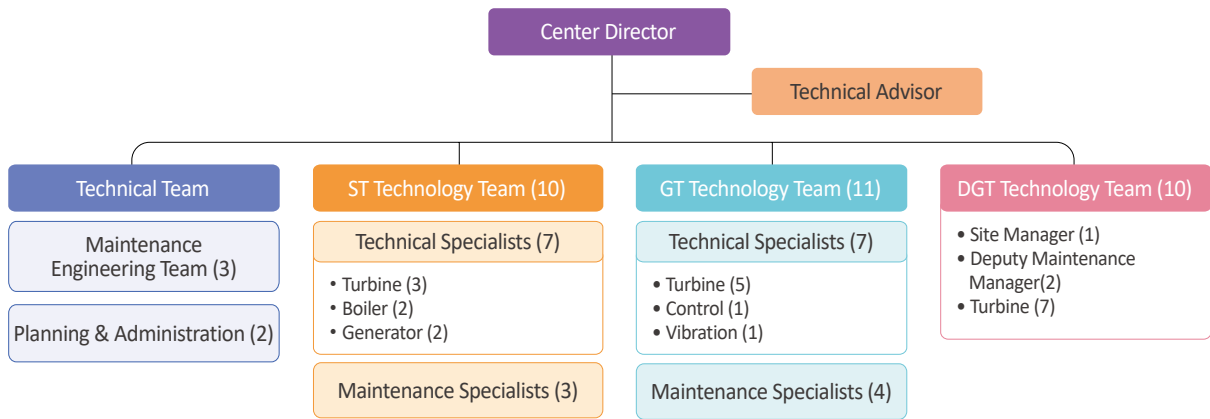 Center Director
Technical Advisor
Technical Team
Maintenance
Engineering Team (3)
Planning & Administration (2)
ST Technology Team (10)
Technical Specialists (7)
• Turbine (3)
• Boiler (2)
• Generator (2)
Maintenance Specialists (3)
GT Technology Team (11)
Technical Specialists (7)
• Turbine (5)
• Control (1)
• Vibration (1)
Maintenance Specialists (4)
DGT Technology Team (10)
• Site Manager (1)
• Deputy Maintenance
Manager(2)
• Turbine (7)